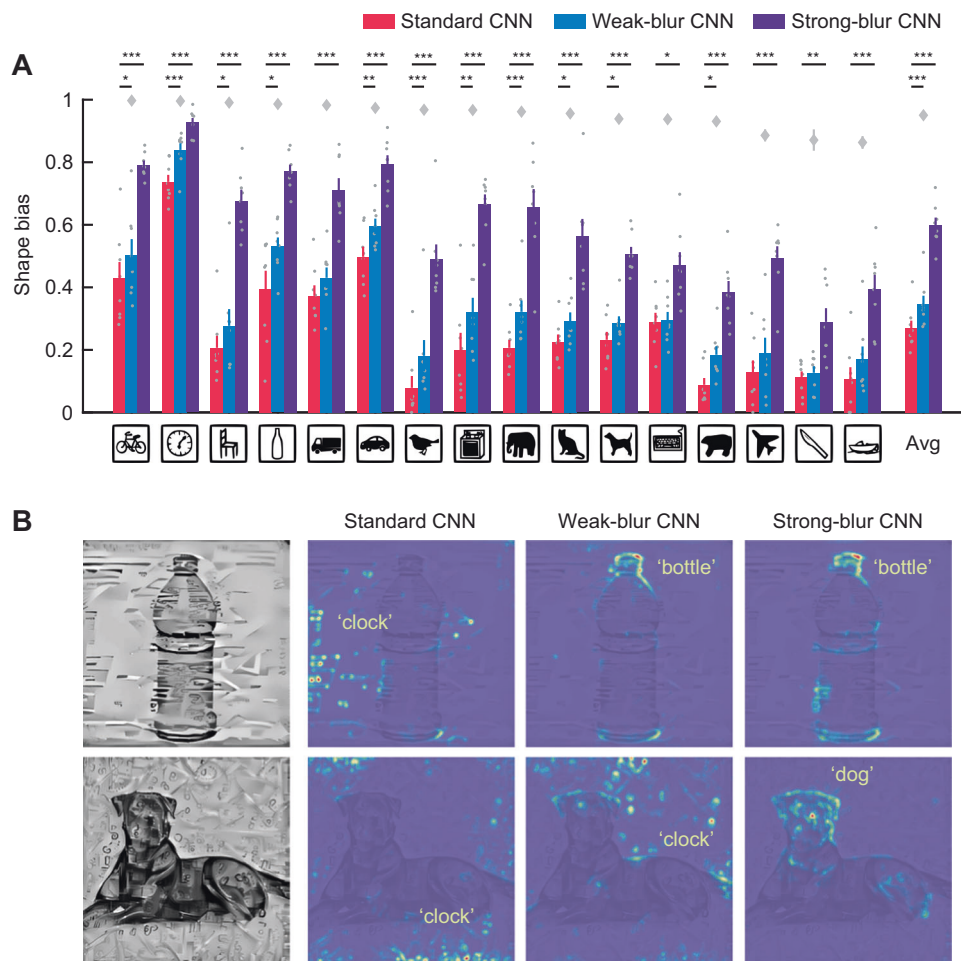 Standard CNN Weak-blur CNN Strong-blur CNN
A
*** *** *** *** *** *** *** *** *** *** *** * *** *** ** *** ***
* *** * * ** *** ** *** * * * ***
1
0.8
0.6
0.4
0.2
0
Shape bias
Avg
B
Standard CNN Weak-blur CNN Strong-blur CNN
‘clock’ ‘bottle’ ‘bottle’
‘clock’ ‘clock’ ‘dog’